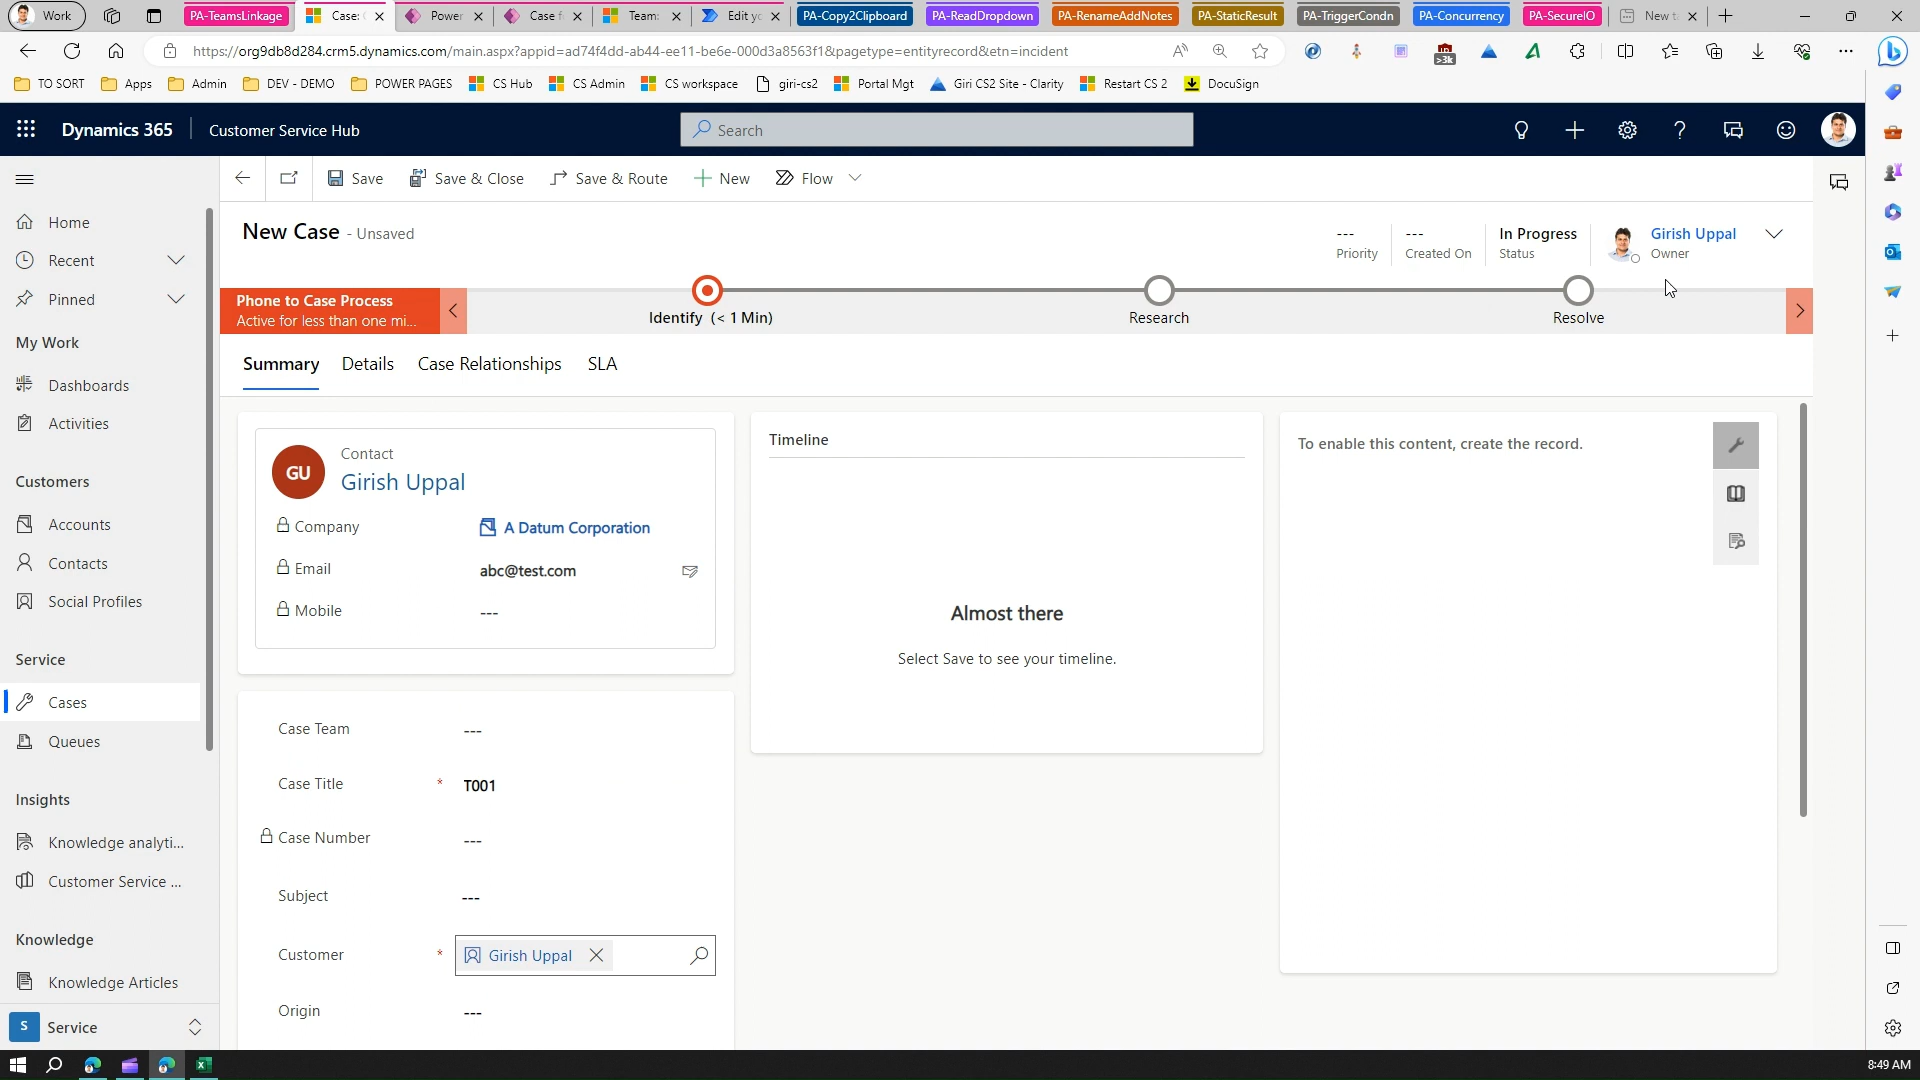 Work
PA-TeamsLinkage
Case:
Power
Case f
Team:
Edit yo
PA-Copy2Clipboard
PA-ReadDropdown
PA-RenameAddNotes
PA-StaticResult
PA-TriggerCondn
PA-Concurrency
PA-SecureIO
New t
https://org9db8d284.crm5.dynamics.com/main.aspx?appid=ad74f4dd-ab44-ee11-be6e-000d3a8563f1&pagetype=entityrecord&etn=incident
>3k
TO SORT
Apps
Admin
DEV - DEMO
POWER PAGES
CS Hub
CS Admin
CS workspace
giri-cs2
Portal Mgt
Giri CS2 Site - Clarity
Restart CS 2
DocuSign
Dynamics 365
Customer Service Hub
Search
Save
Save & Close
Save & Route
New
Flow
Home
Recent
Pinned
My Work
Dashboards
Activities
Customers
Accounts
Contacts
Social Profiles
Service
Cases
Queues
Insights
Knowledge analyti...
Customer Service ...
Knowledge
Knowledge Articles
S
Service
New Case - Unsaved
---
Priority
---
Created On
In Progress
Status
Girish Uppal
Owner
Phone to Case Process
Active for less than one mi...
Identify (< 1 Min)
Research
Resolve
Summary
Details
Case Relationships
SLA
GU
Contact
Girish Uppal
Company
A Datum Corporation
Email
abc@test.com
Mobile
---
Case Team
---
Case Title * T001
Case Number
---
Subject
---
Customer * Girish Uppal
Origin
---
Timeline
Almost there
Select Save to see your timeline.
To enable this content, create the record.
8:49 AM